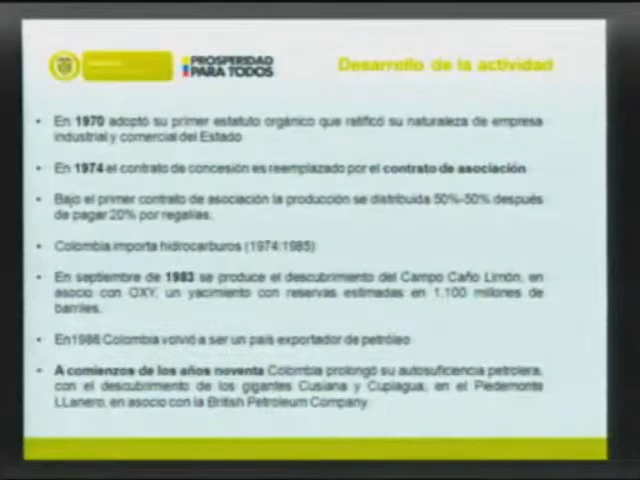 PROSPERIDAD
PARA TODOS
Desarrollo de la actividad
• En 1970 adoptó su primer estatuto orgánico que ratificó su naturaleza de empresa
industrial y comercial del Estado
• En 1974 el contrato de concesión es reemplazado por el contrato de asociación
• Bajo el primer contrato de asociación la producción se distribuida 50%-50% después
de pagar 20% por regalías.
• Colombia importa hidrocarburos (1974:1985)
• En septiembre de 1983 se produce el descubrimiento del Campo Caño Limón, en
asocio con OXY, un yacimiento con reservas estimadas en 1.100 millones de
barriles.
• En1986 Colombia volvió a ser un país exportador de petróleo
• A comienzos de los años noventa Colombia prolongó su autosuficencia petrolera,
con el descubrimiento de los gigantes Cusiana y Cupiagua, en el Piedemonte
LLanero, en asocio con la British Petroleum Company.